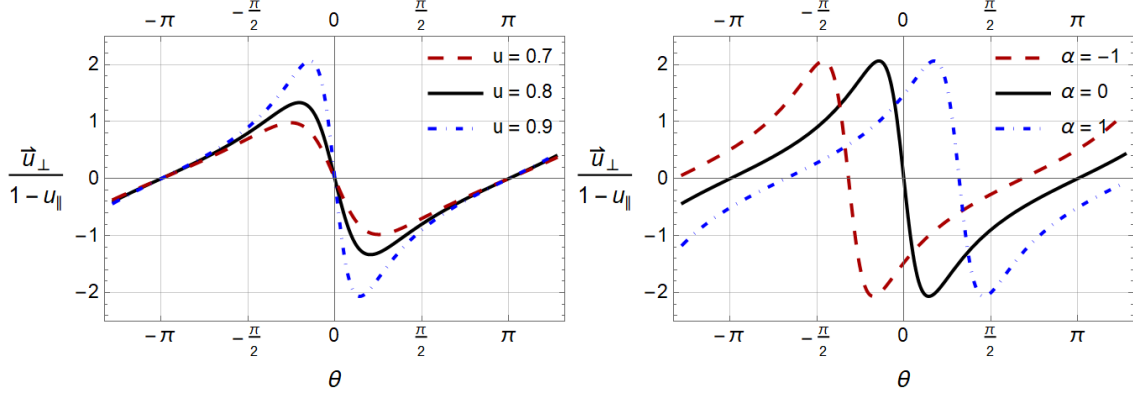 −π −π/2 0 π/2 π
2
1
0
−1
−2
u⃗⊥
1 − u∥
u = 0.7
u = 0.8
u = 0.9
−π −π/2 0 π/2 π
θ
−π −π/2 0 π/2 π
2
1
0
−1
−2
u⃗⊥
1 − u∥
α = −1
α = 0
α = 1
−π −π/2 0 π/2 π
θ